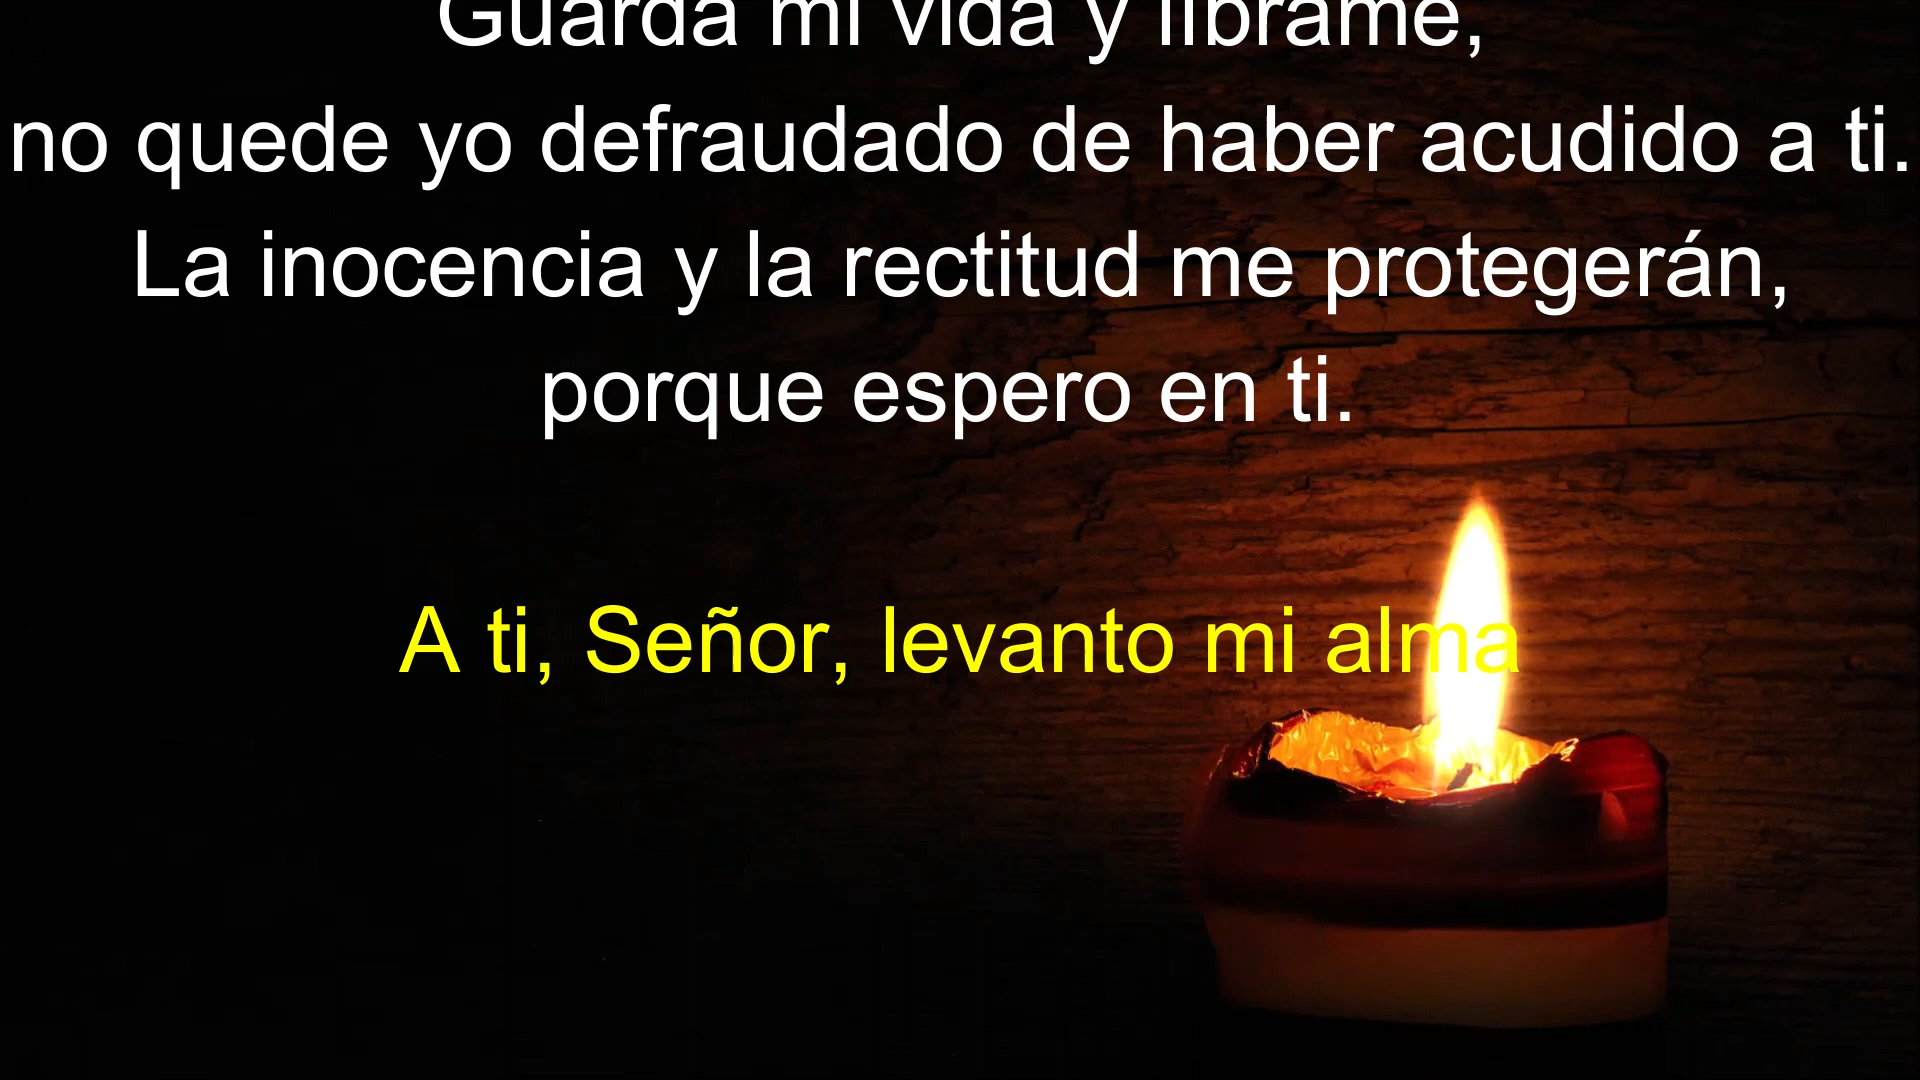 Guarda mi vida y líbrame,
no quede yo defraudado de haber acudido a ti.
La inocencia y la rectitud me protegerán,
porque espero en ti.
A ti, Señor, levanto mi alma